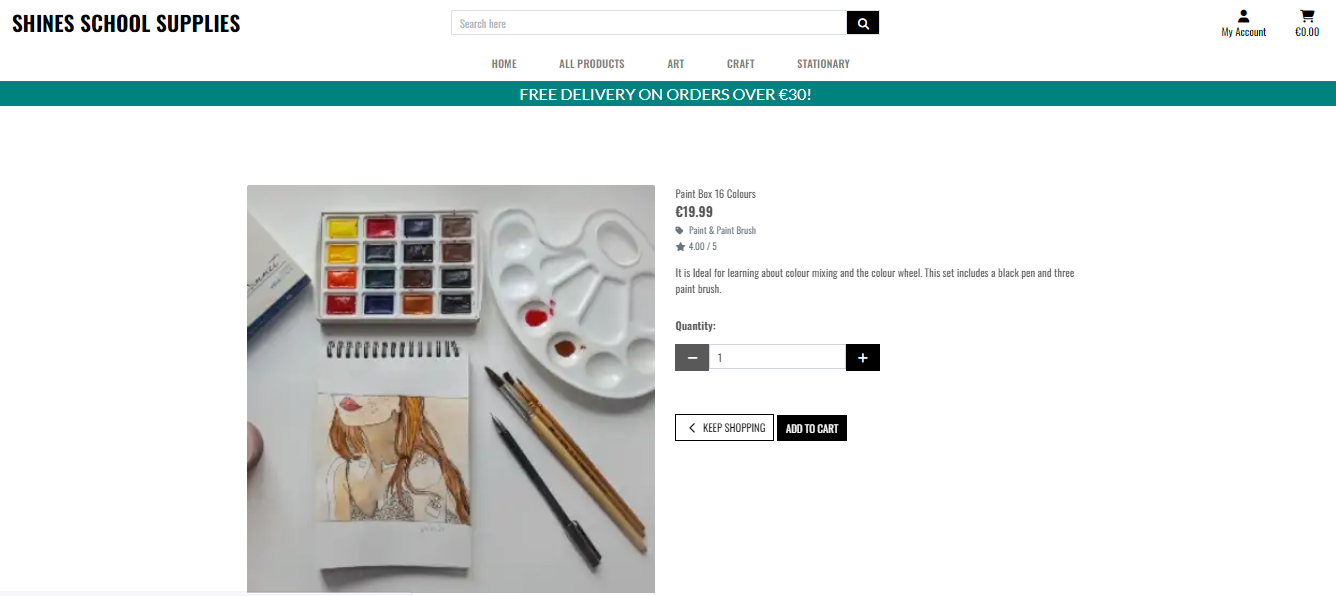 SHINES SCHOOL SUPPLIES
Search here
My Account
€0.00
HOME
ALL PRODUCTS
ART
CRAFT
STATIONARY
FREE DELIVERY ON ORDERS OVER €30!
Paint Box 16 Colours
€19.99
Paint & Paint Brush
4.00 / 5
It is Ideal for learning about colour mixing and the colour wheel. This set includes a black pen and three
paint brush.
Quantity:
1
KEEP SHOPPING
ADD TO CART